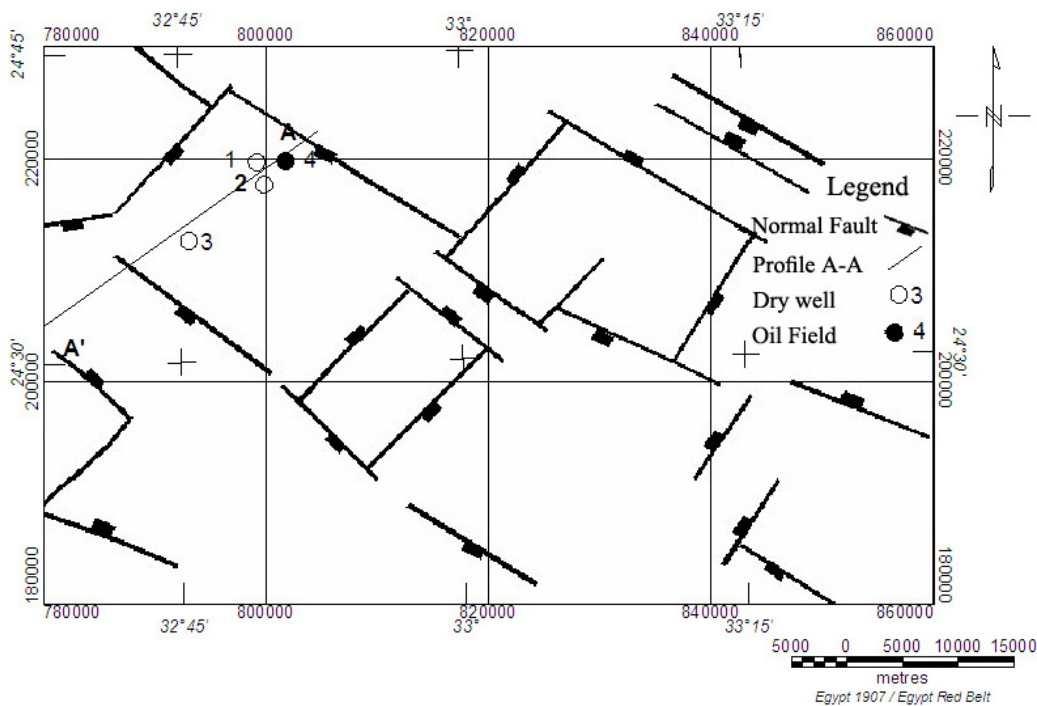 32°45' 33° 33°15'
780000 800000 820000 840000 860000
24°45'
A
220000 1 4 220000
2
Legend
3
Normal Fault
Profile A-A
Dry well 3
Oil Field 4
A'
24°30' 24°30'
200000 200000
180000 180000
780000 800000 820000 840000 860000
32°45' 33° 33°15'
N
5000 0 5000 10000 15000
metres
Egypt 1907 / Egypt Red Belt